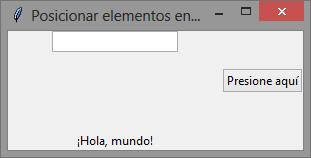 Posicionar elementos en...
Presione aquí
¡Hola, mundo!